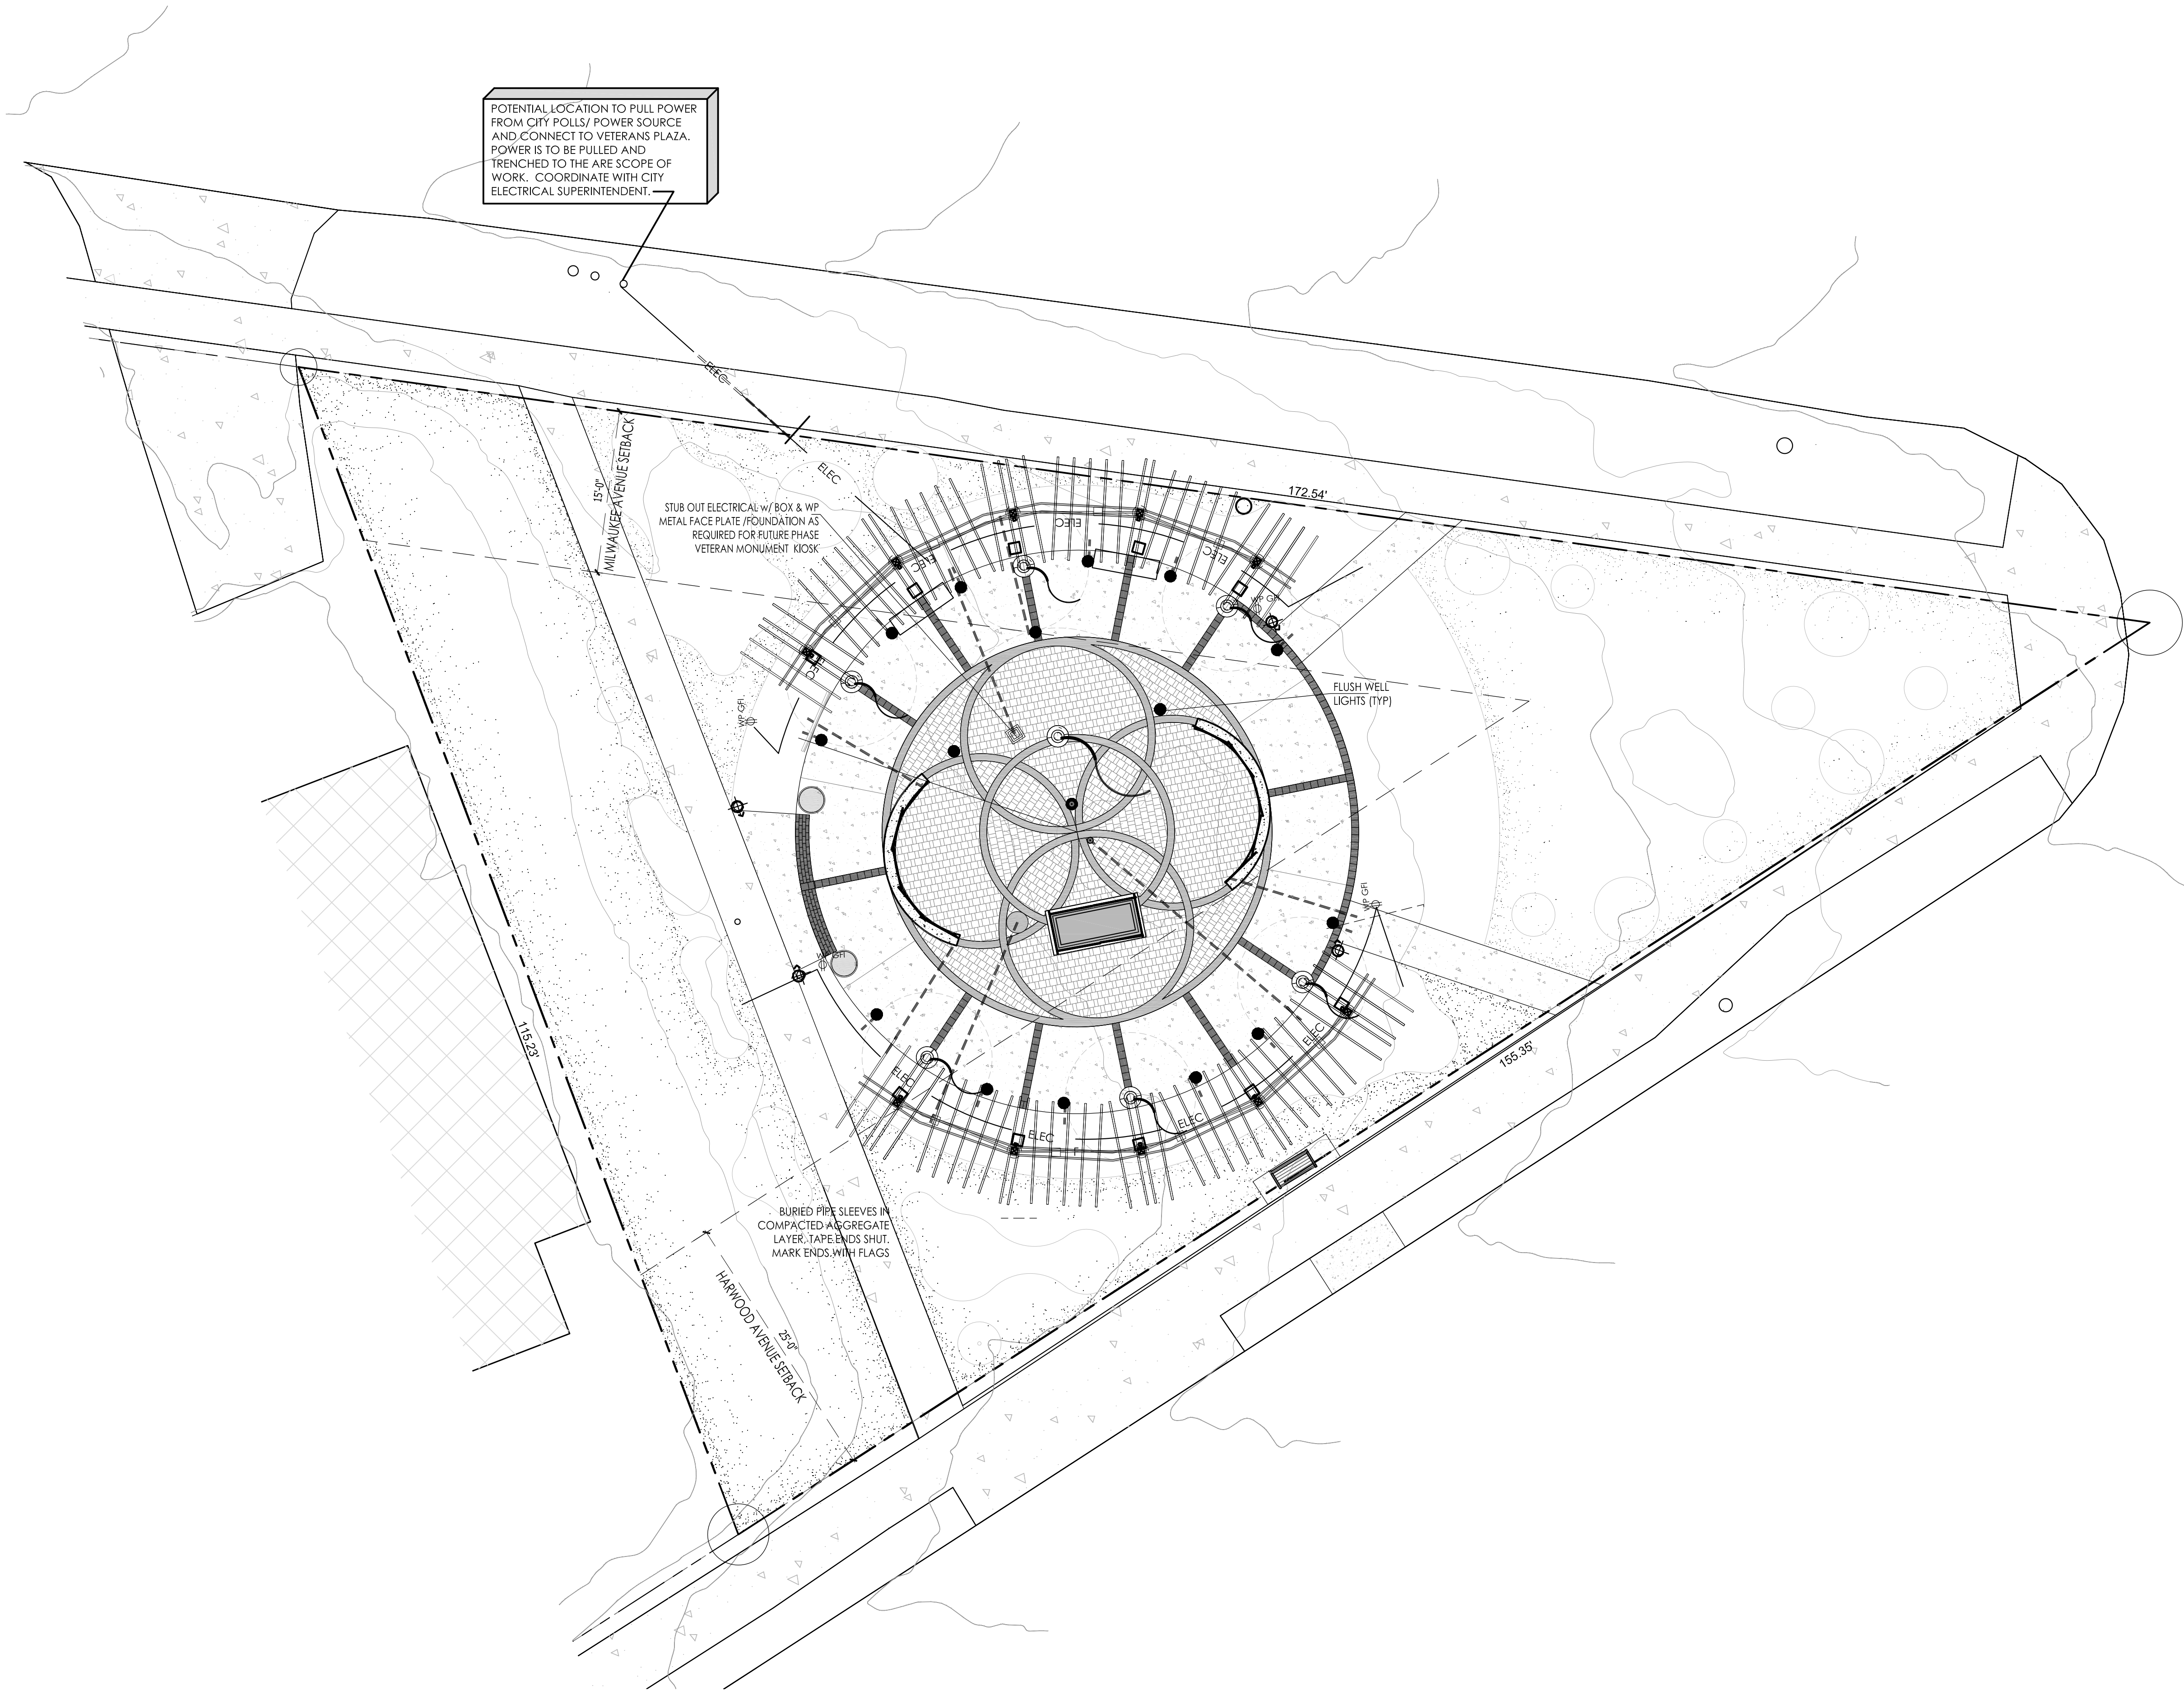 POTENTIAL LOCATION TO PULL POWER
FROM CITY POLLS/ POWER SOURCE
AND CONNECT TO VETERANS PLAZA.
POWER IS TO BE PULLED AND
TRENCHED TO THE ARE SCOPE OF
WORK. COORDINATE WITH CITY
ELECTRICAL SUPERINTENDENT.
ELEC
15'-0"
MILWAUKEE AVENUE SETBACK
ELEC
STUB OUT ELECTRICAL w/ BOX & WP
METAL FACE PLATE /FOUNDATION AS
REQUIRED FOR FUTURE PHASE
VETERAN MONUMENT KIOSK
172.54'
ELEC
ELEC
ELEC
WP GFI
ELEC
FLUSH WELL
LIGHTS (TYP)
WP GFI
WP GFI
WP GFI
115.23'
ELEC
155.35'
ELEC
ELEC
ELEC
BURIED PIPE SLEEVES IN
COMPACTED AGGREGATE
LAYER. TAPE ENDS SHUT.
MARK ENDS WITH FLAGS
25'-0"
HARWOOD AVENUE SETBACK